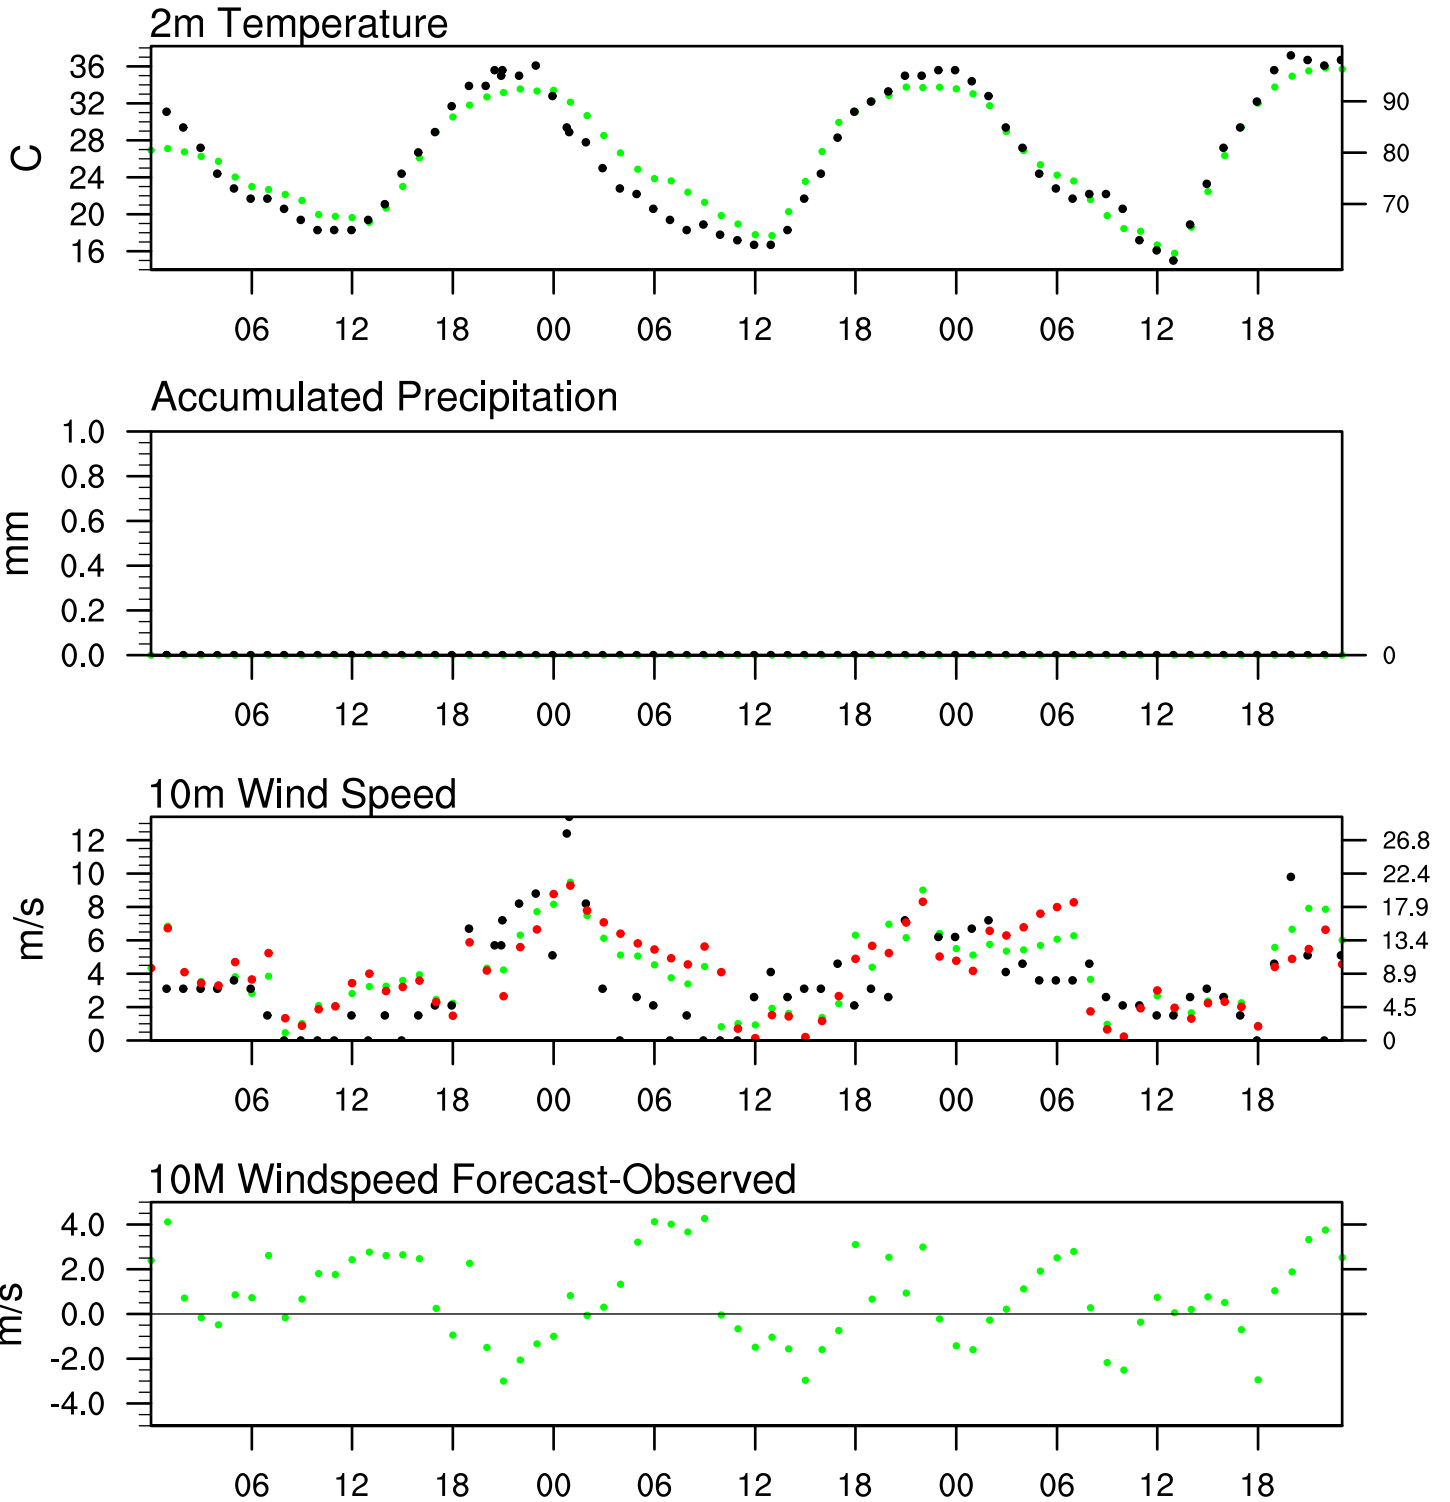 2m Temperature
36
32
28
24
20
16
C
90
80
70
06 12 18 00 06 12 18 00 06 12 18
Accumulated Precipitation
1.0
0.8
0.6
0.4
0.2
0.0
mm
0
06 12 18 00 06 12 18 00 06 12 18
10m Wind Speed
12
10
8
6
4
2
0
m/s
26.8
22.4
17.9
13.4
8.9
4.5
0
06 12 18 00 06 12 18 00 06 12 18
10M Windspeed Forecast-Observed
4.0
2.0
0.0
-2.0
-4.0
m/s
06 12 18 00 06 12 18 00 06 12 18